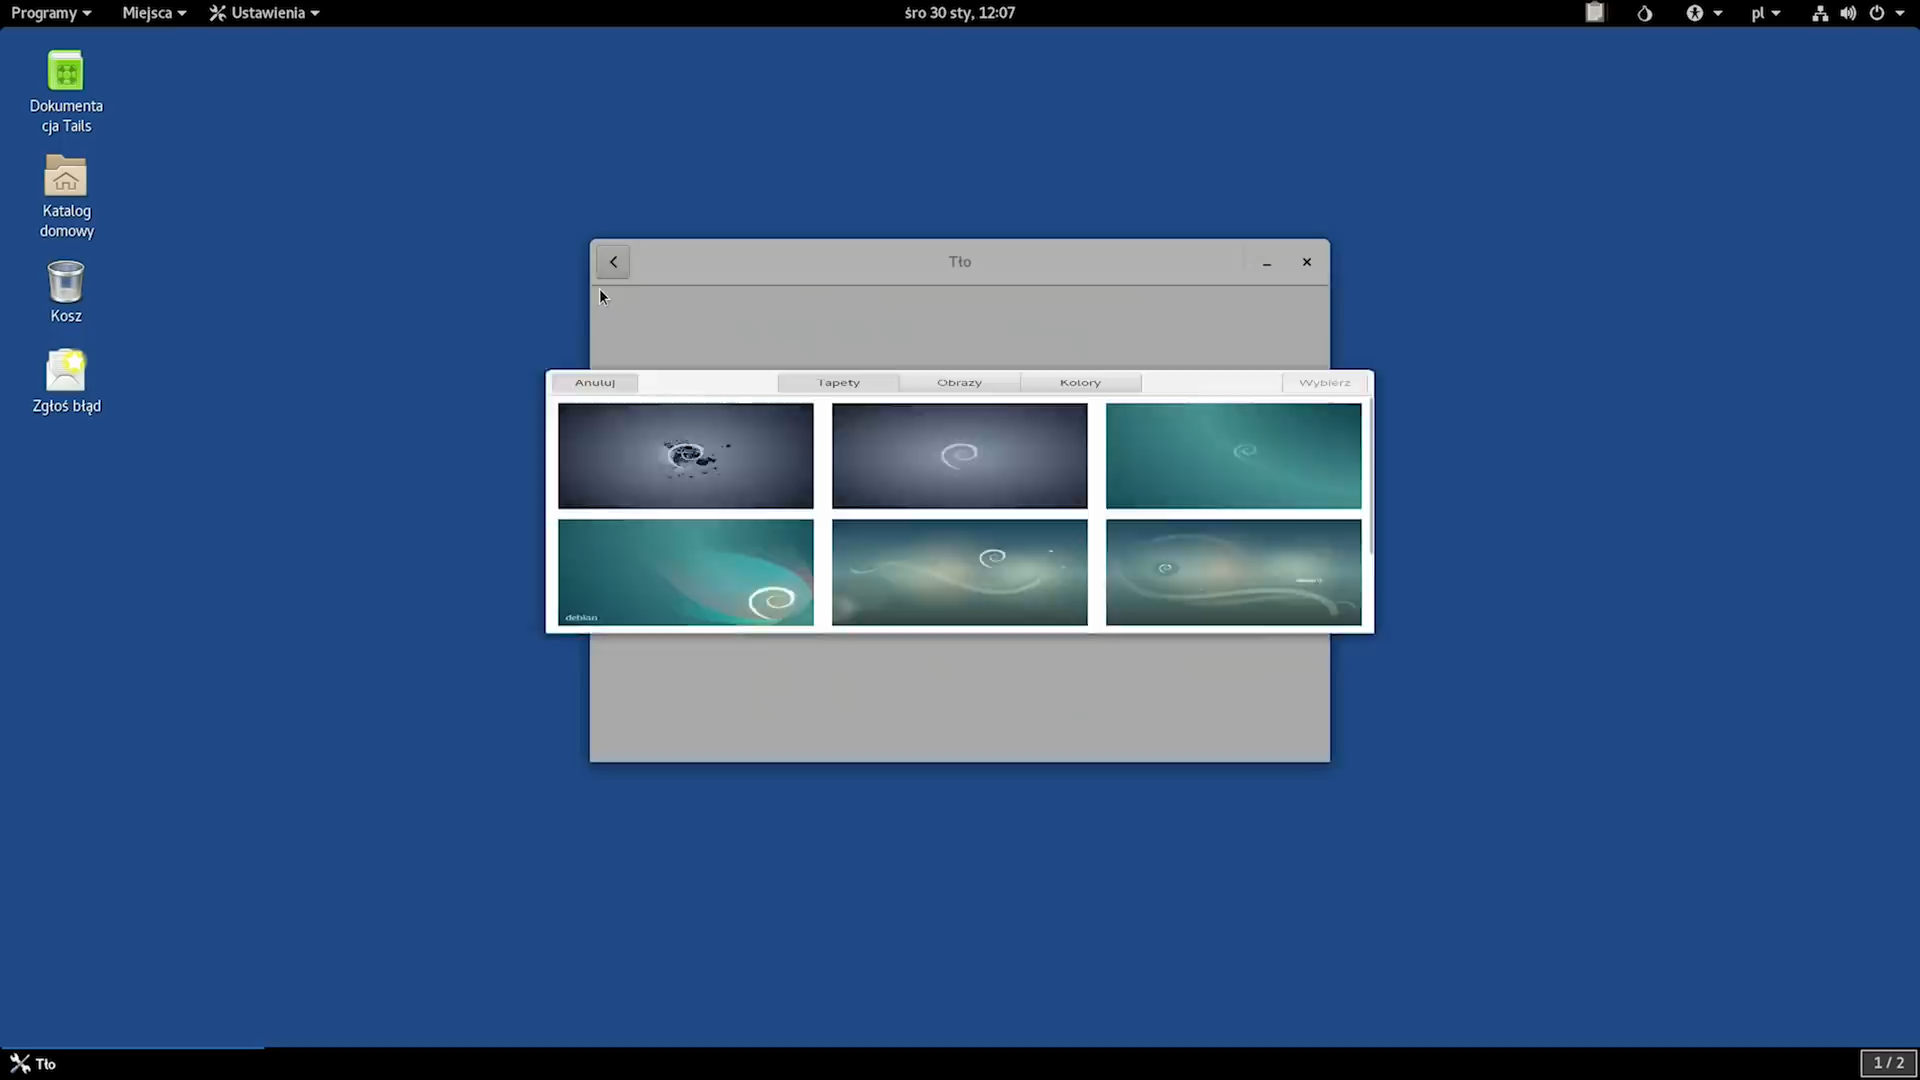 Programy Miejsca Ustawienia śro 30 sty, 12:07 pl
Dokumenta
cja Tails
Katalog
domowy
Kosz
Zgłoś błąd
Tło
Anuluj Tapety Obrazy Kolory Wybierz
debian
Tło 1 / 2